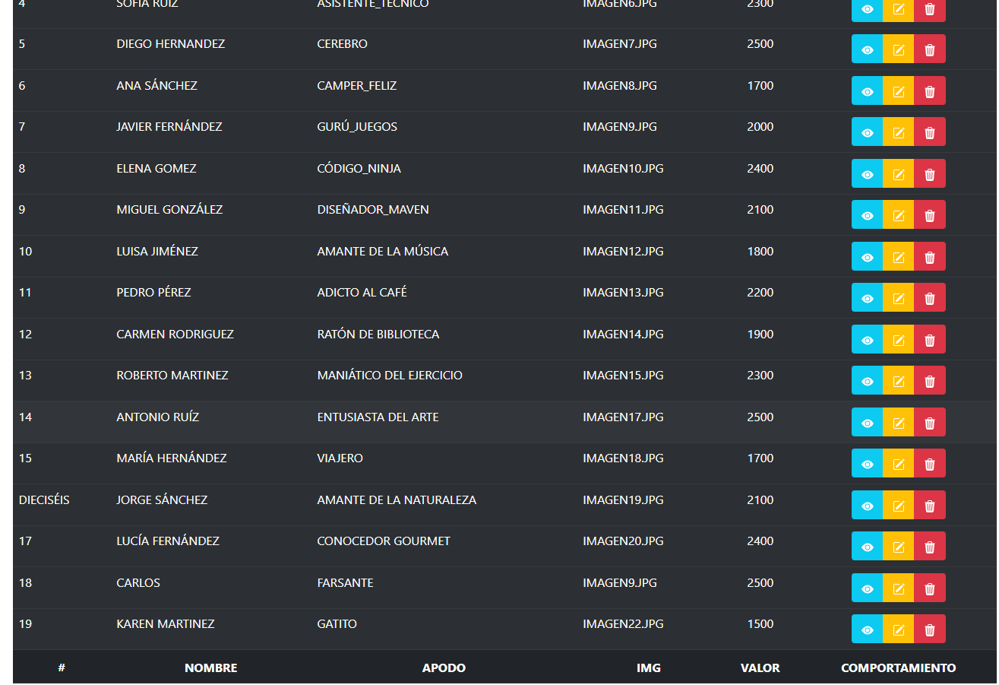 4 SOFÍA RUIZ ASISTENTE_TÉCNICO IMAGEN6.JPG 2300
5 DIEGO HERNANDEZ CEREBRO IMAGEN7.JPG 2500
6 ANA SÁNCHEZ CAMPER_FELIZ IMAGEN8.JPG 1700
7 JAVIER FERNÁNDEZ GURÚ_JUEGOS IMAGEN9.JPG 2000
8 ELENA GOMEZ CÓDIGO_NINJA IMAGEN10.JPG 2400
9 MIGUEL GONZÁLEZ DISEÑADOR_MAVEN IMAGEN11.JPG 2100
10 LUISA JIMÉNEZ AMANTE DE LA MÚSICA IMAGEN12.JPG 1800
11 PEDRO PÉREZ ADICTO AL CAFÉ IMAGEN13.JPG 2200
12 CARMEN RODRIGUEZ RATÓN DE BIBLIOTECA IMAGEN14.JPG 1900
13 ROBERTO MARTINEZ MANIÁTICO DEL EJERCICIO IMAGEN15.JPG 2300
14 ANTONIO RUÍZ ENTUSIASTA DEL ARTE IMAGEN17.JPG 2500
15 MARÍA HERNÁNDEZ VIAJERO IMAGEN18.JPG 1700
DIECISÉIS JORGE SÁNCHEZ AMANTE DE LA NATURALEZA IMAGEN19.JPG 2100
17 LUCÍA FERNÁNDEZ CONOCEDOR GOURMET IMAGEN20.JPG 2400
18 CARLOS FARSANTE IMAGEN9.JPG 2500
19 KAREN MARTINEZ GATITO IMAGEN22.JPG 1500
# NOMBRE APODO IMG VALOR COMPORTAMIENTO